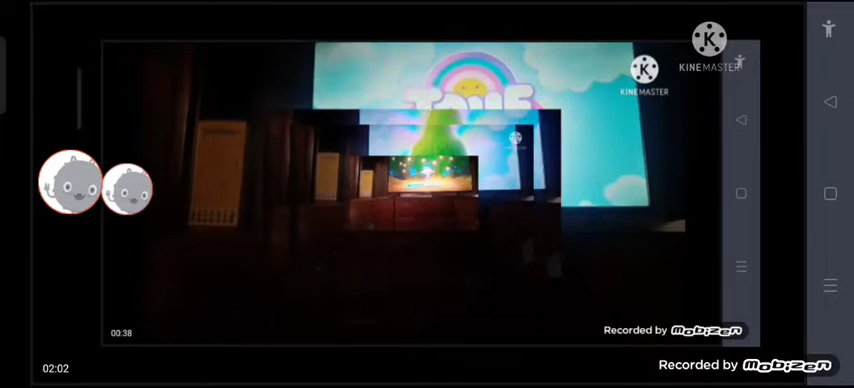 KINEMASTER
KINEMASTER
00:38
Recorded by mobizen
02:02
Recorded by mobizen